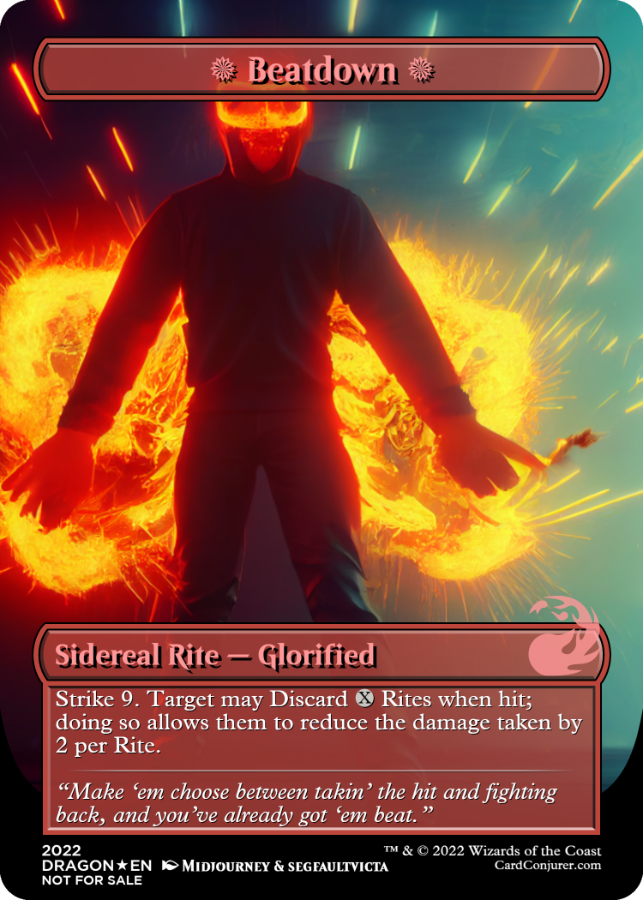 Beatdown
Sidereal Rite — Glorified
Strike 9. Target may Discard X Rites when hit;
doing so allows them to reduce the damage taken by
2 per Rite.
“Make ‘em choose between takin’ the hit and fighting
back, and you’ve already got ‘em beat.”
2022
DRAGON★EN Midjourney & segfaultvicta
NOT FOR SALE
™ & © 2022 Wizards of the Coast
CardConjurer.com